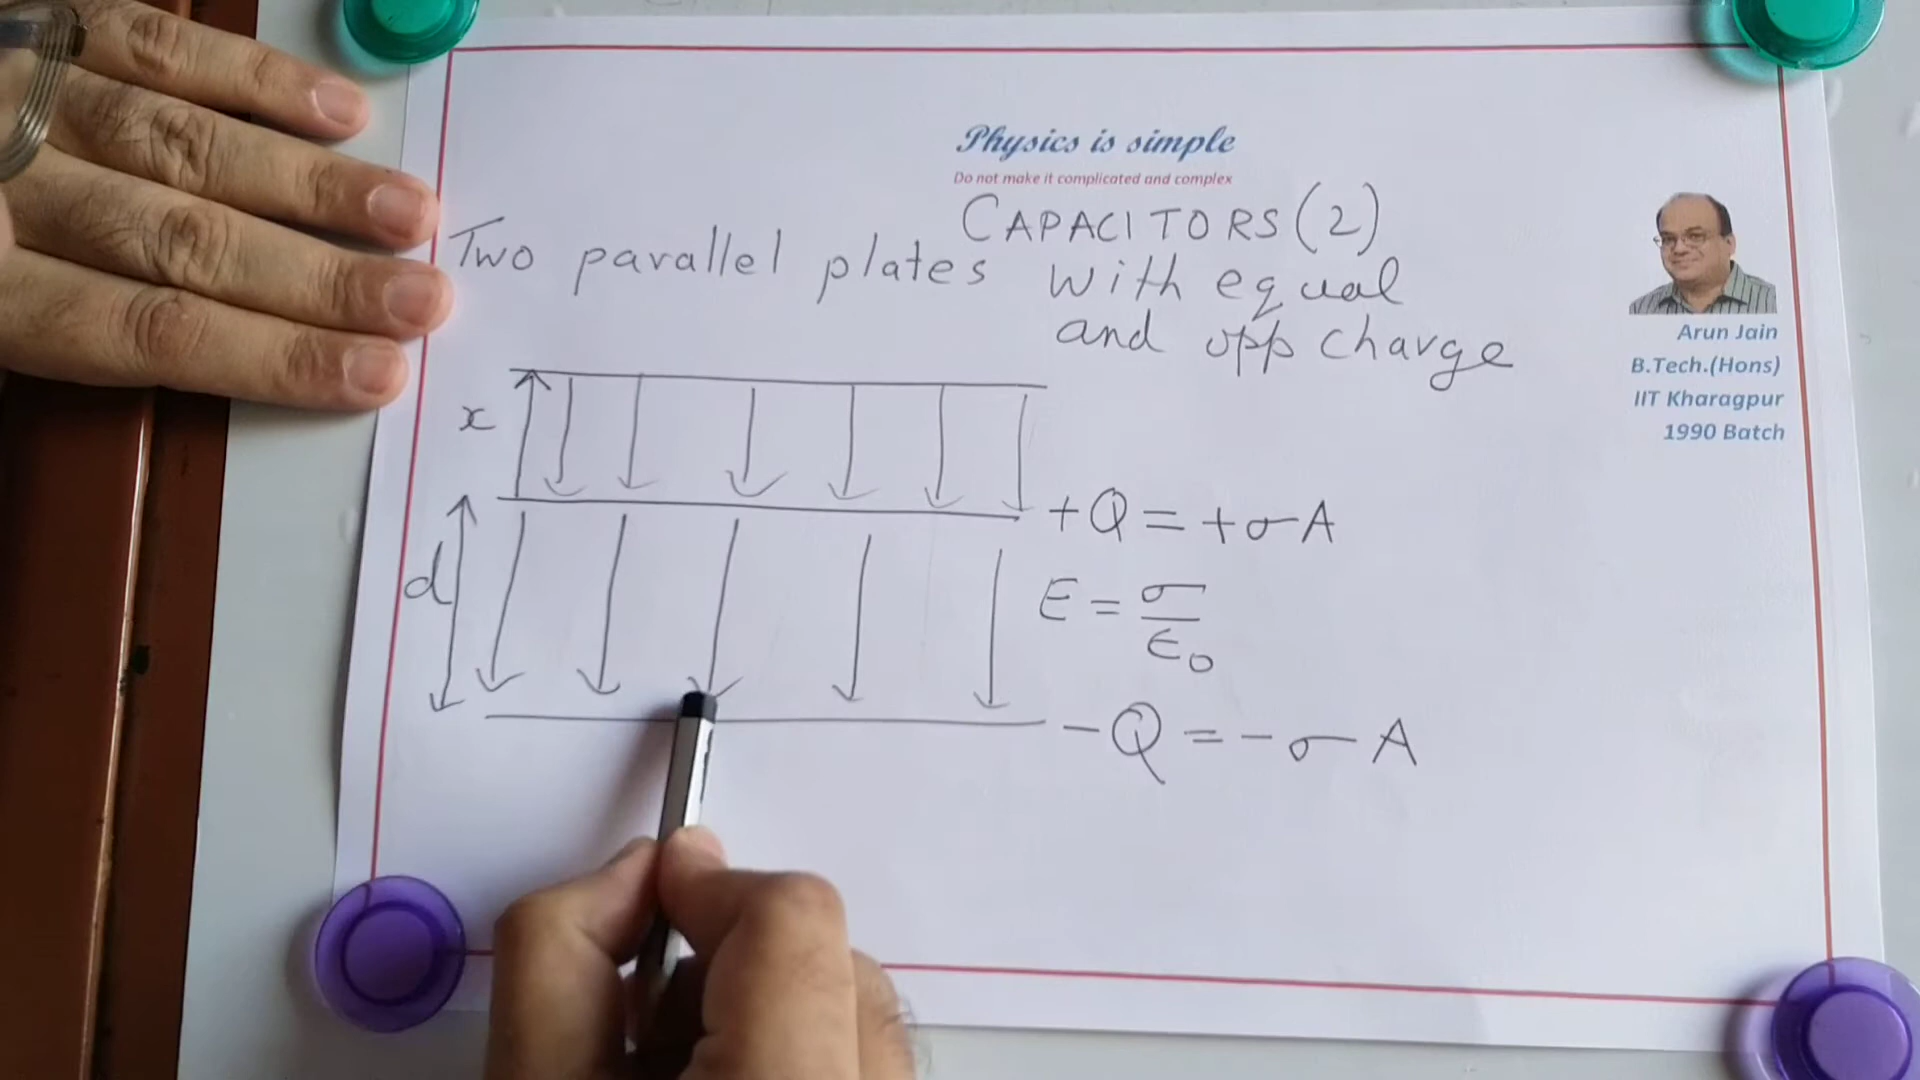 Physics is simple
Do not make it complicated and complex
CAPACITORS (2)
Two parallel plates with equal
and opp charge
Arun Jain
B.Tech.(Hons)
IIT Kharagpur
1990 Batch
x
+Q = +σA
d
E = σ/ϵ₀
-Q = -σA